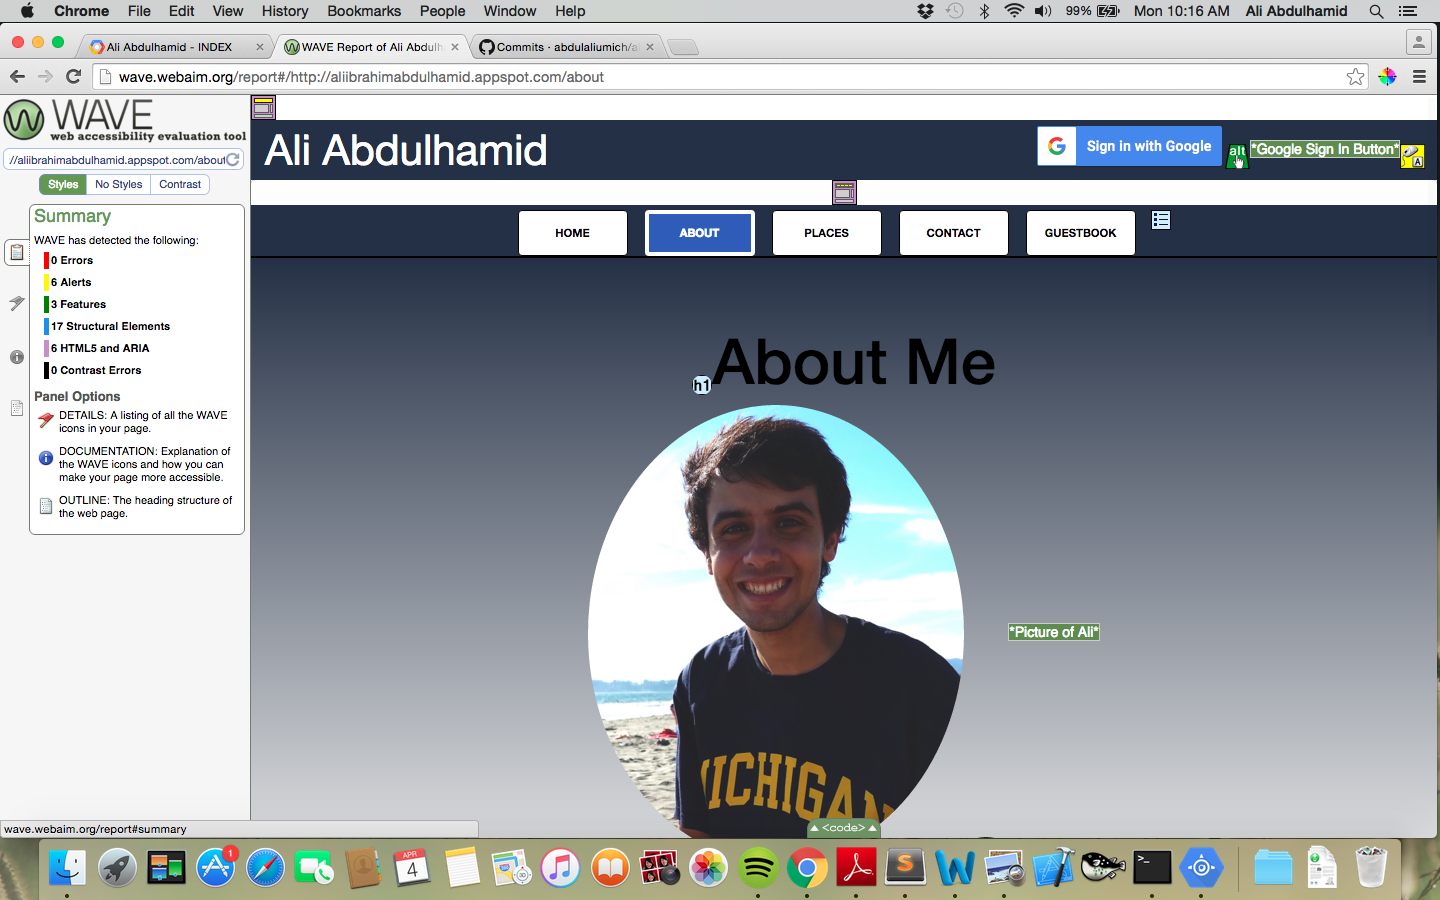 Chrome File Edit View History Bookmarks People Window Help 99% Mon 10:16 AM Ali Abdulhamid
Ali Abdulhamid - INDEX
WAVE Report of Ali Abdulh
Commits · abdulaliumich/a
wave.webaim.org/report#/http://aliibrahimabdulhamid.appspot.com/about
WAVE
web accessibility evaluation tool
//aliibrahimabdulhamid.appspot.com/about
Styles No Styles Contrast
Summary
WAVE has detected the following:
0 Errors
6 Alerts
3 Features
17 Structural Elements
6 HTML5 and ARIA
0 Contrast Errors
Panel Options
DETAILS: A listing of all the WAVE
icons in your page.
DOCUMENTATION: Explanation of
the WAVE icons and how you can
make your page more accessible.
OUTLINE: The heading structure of
the web page.
Ali Abdulhamid
G Sign in with Google
alt
*Google Sign In Button*
A
HOME ABOUT PLACES CONTACT GUESTBOOK
h1
About Me
*Picture of Ali*
MICHIGAN
<code>
wave.webaim.org/report#summary
1
APR
4
3D
S
W
>_